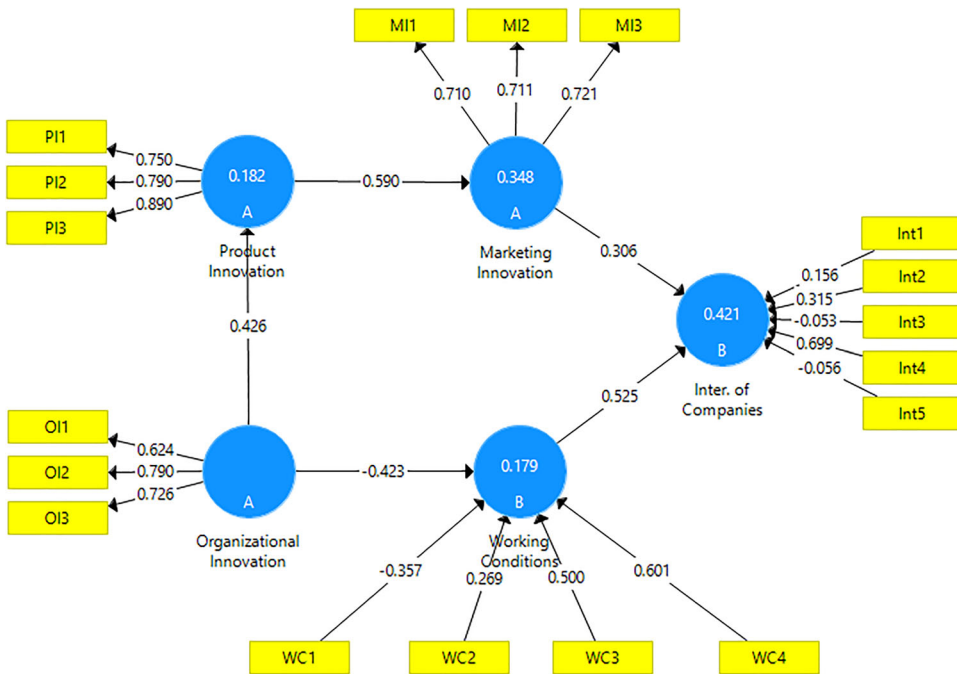 MI1
MI2
MI3
0.710
0.711
0.721
PI1
PI2
PI3
0.750
0.790
0.890
0.182
A
Product
Innovation
0.590
0.348
A
Marketing
Innovation
0.306
0.426
Int1
Int2
Int3
Int4
Int5
0.156
0.315
-0.053
0.699
-0.056
0.421
B
Inter. of
Companies
0.525
OI1
OI2
OI3
0.624
0.790
0.726
A
Organizational
Innovation
-0.423
0.179
B
Working
Conditions
-0.357
0.269
0.500
0.601
WC1
WC2
WC3
WC4